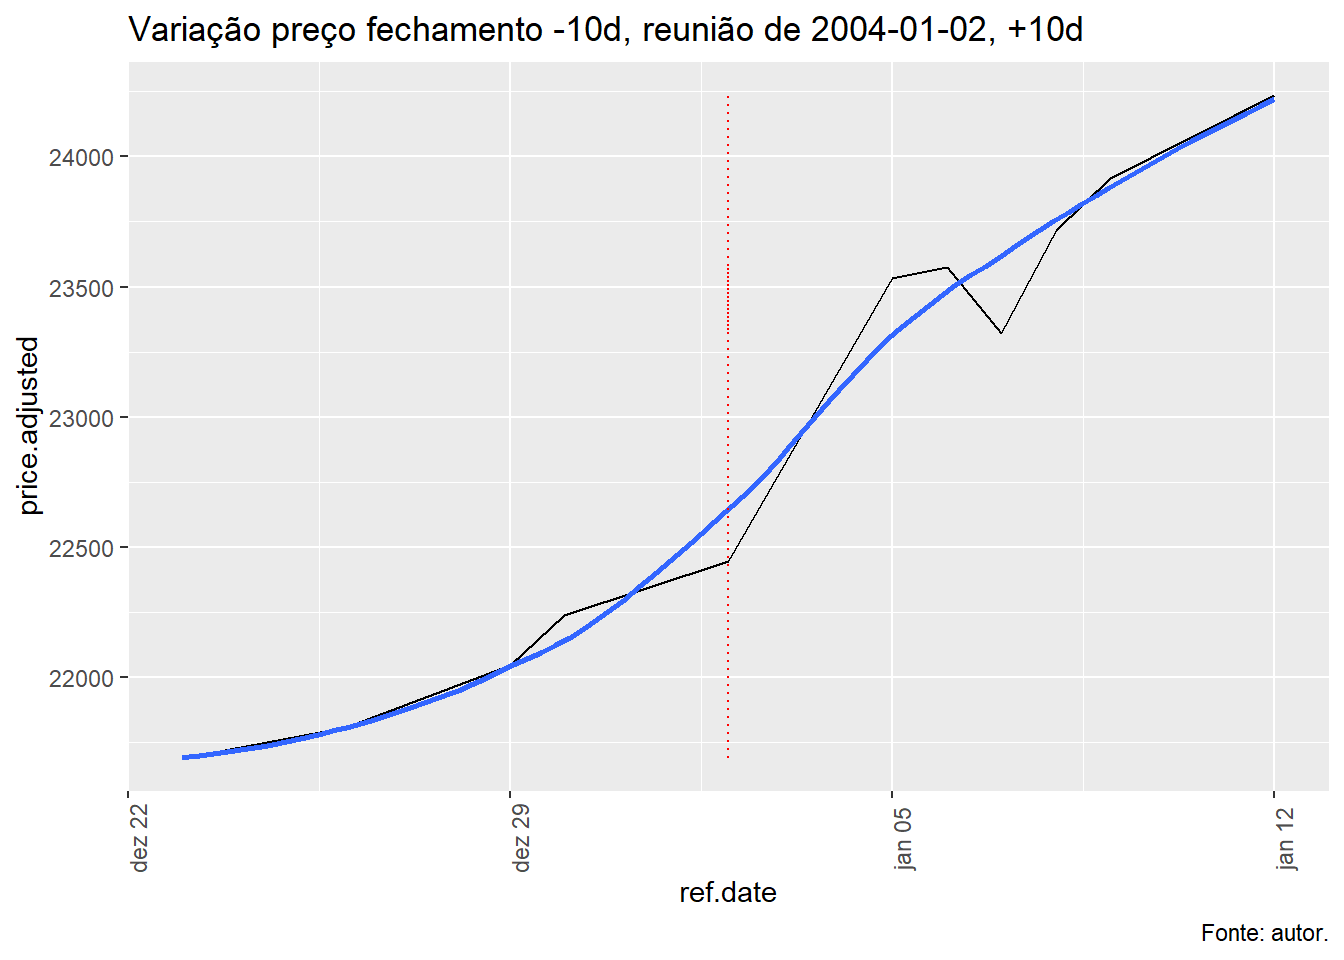 Variação preço fechamento -10d, reunião de 2004-01-02, +10d
price.adjusted
24000
23500
23000
22500
22000
dez 22
dez 29
jan 05
jan 12
ref.date
Fonte: autor.